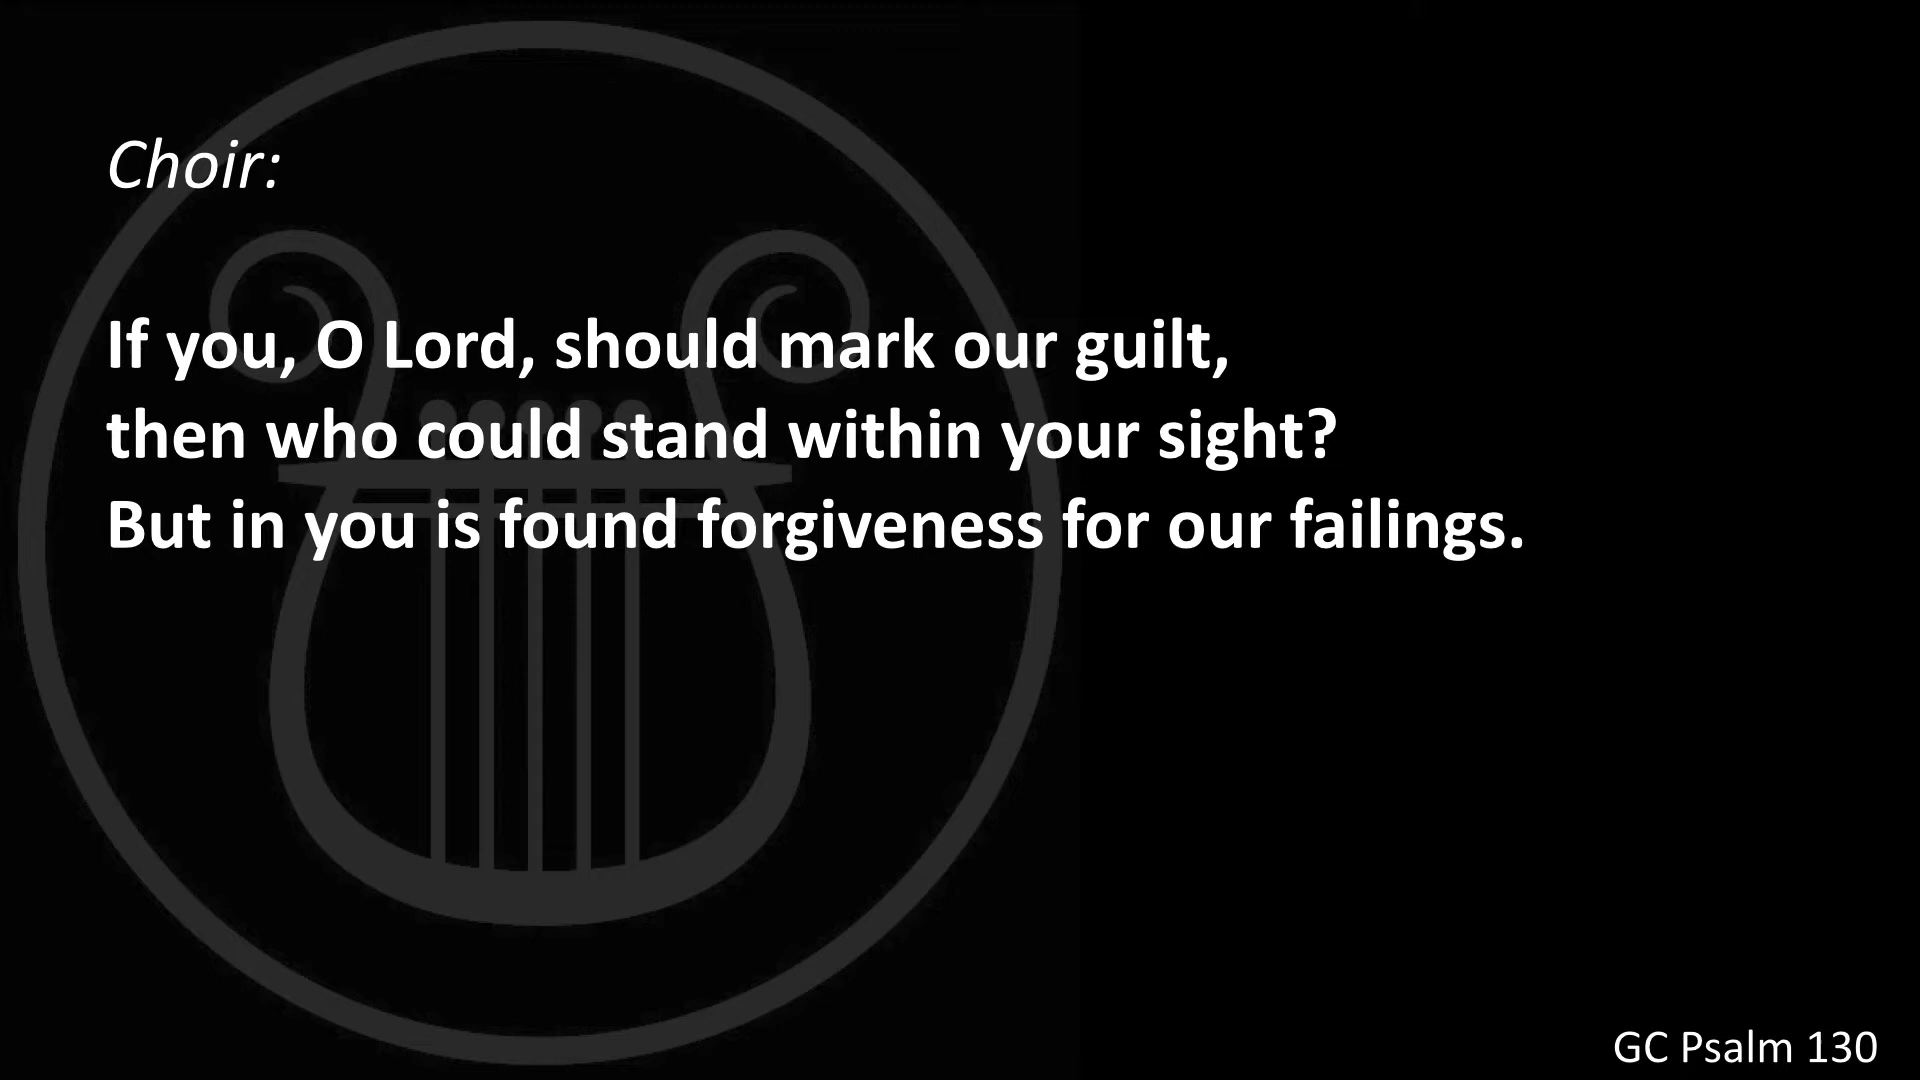 Choir:
If you, O Lord, should mark our guilt,
then who could stand within your sight?
But in you is found forgiveness for our failings.
GC Psalm 130